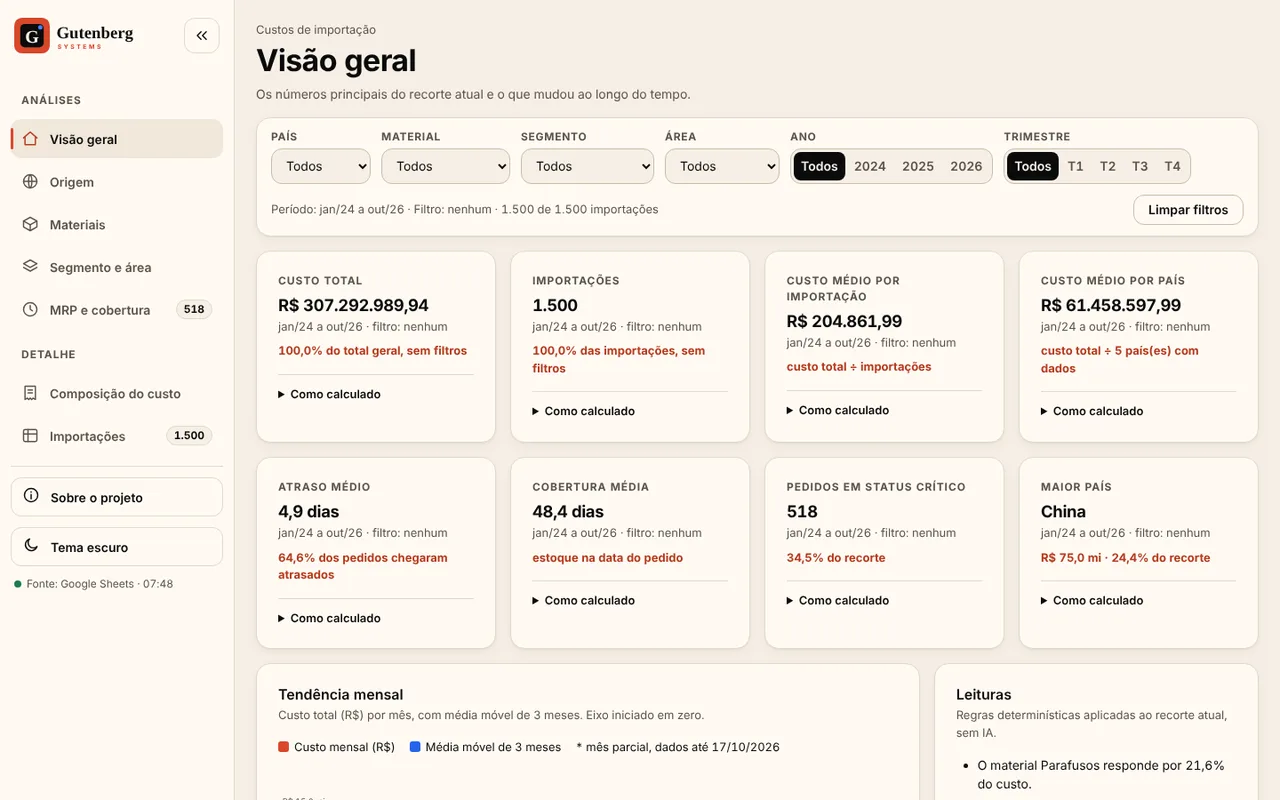 G Gutenberg
SYSTEMS
«
ANÁLISES
Visão geral
Origem
Materiais
Segmento e área
MRP e cobertura 518
DETALHE
Composição do custo
Importações 1.500
Sobre o projeto
Tema escuro
Fonte: Google Sheets · 07:48
Custos de importação
Visão geral
Os números principais do recorte atual e o que mudou ao longo do tempo.
PAÍS MATERIAL SEGMENTO ÁREA ANO TRIMESTRE
Todos Todos Todos Todos Todos 2024 2025 2026 Todos T1 T2 T3 T4
Período: jan/24 a out/26 · Filtro: nenhum · 1.500 de 1.500 importações
Limpar filtros
CUSTO TOTAL
R$ 307.292.989,94
jan/24 a out/26 · filtro: nenhum
100,0% do total geral, sem filtros
Como calculado
IMPORTAÇÕES
1.500
jan/24 a out/26 · filtro: nenhum
100,0% das importações, sem
filtros
Como calculado
CUSTO MÉDIO POR
IMPORTAÇÃO
R$ 204.861,99
jan/24 a out/26 · filtro: nenhum
custo total ÷ importações
Como calculado
CUSTO MÉDIO POR PAÍS
R$ 61.458.597,99
jan/24 a out/26 · filtro: nenhum
custo total ÷ 5 país(es) com
dados
Como calculado
ATRASO MÉDIO
4,9 dias
jan/24 a out/26 · filtro: nenhum
64,6% dos pedidos chegaram
atrasados
Como calculado
COBERTURA MÉDIA
48,4 dias
jan/24 a out/26 · filtro: nenhum
estoque na data do pedido
Como calculado
PEDIDOS EM STATUS CRÍTICO
518
jan/24 a out/26 · filtro: nenhum
34,5% do recorte
Como calculado
MAIOR PAÍS
China
jan/24 a out/26 · filtro: nenhum
R$ 75,0 mi · 24,4% do recorte
Como calculado
Tendência mensal
Custo total (R$) por mês, com média móvel de 3 meses. Eixo iniciado em zero.
Custo mensal (R$) Média móvel de 3 meses * mês parcial, dados até 17/10/2026
Leituras
Regras determinísticas aplicadas ao recorte atual,
sem IA.
• O material Parafusos responde por 21,6%
do custo.